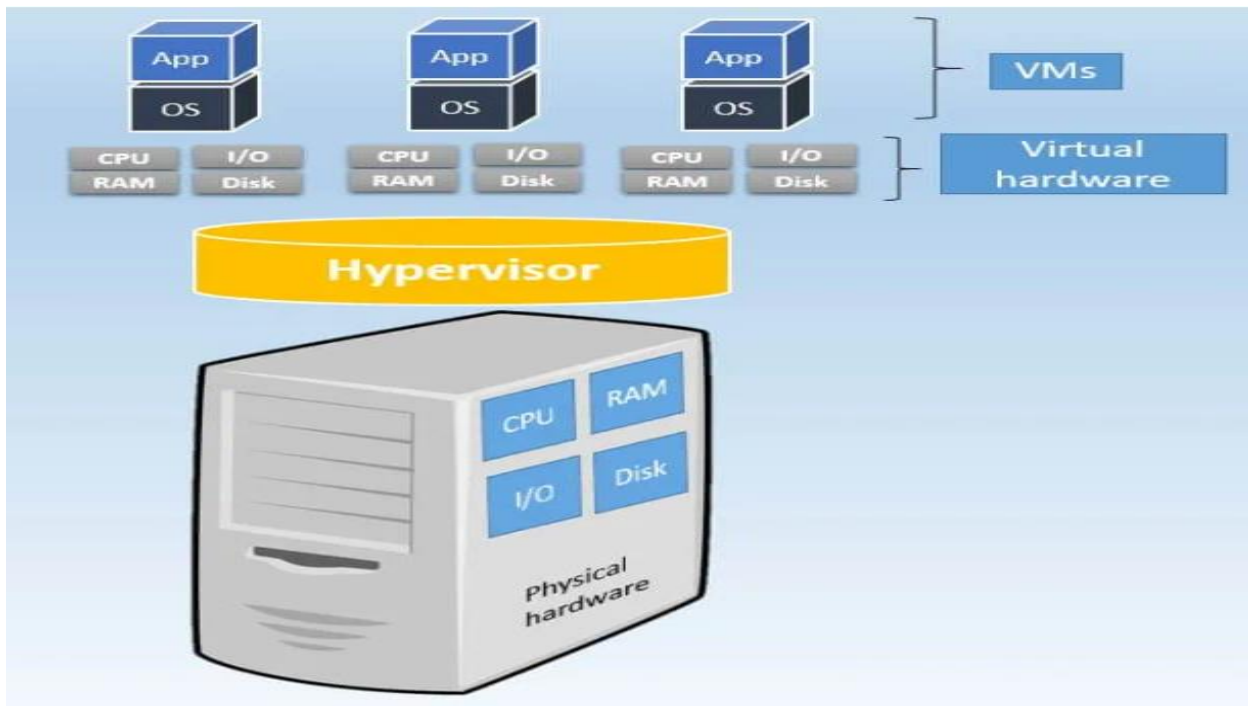 App
App
App
VMs
OS
OS
OS
CPU I/O
CPU I/O
CPU I/O
RAM Disk
RAM Disk
RAM Disk
Virtual
hardware
Hypervisor
CPU RAM
I/O Disk
Physical
hardware